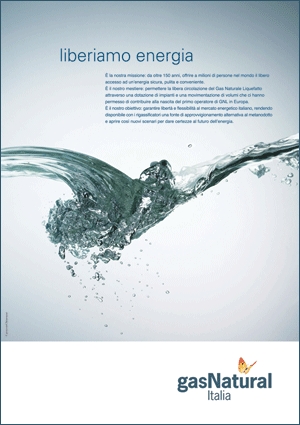 liberiamo energia
È la nostra missione: da oltre 150 anni, offrire a milioni di persone nel mondo il libero
accesso ad un'energia sicura, pulita e conveniente.
È il nostro mestiere: permettere la libera circolazione del Gas Naturale Liquefatto
attraverso una dotazione di impianti e una movimentazione di volumi che ci hanno
permesso di contribuire alla nascita del primo operatore di GNL in Europa.
È il nostro obiettivo: garantire libertà e flessibilità al mercato energetico italiano, rendendo
disponibile con i rigassificatori una fonte di approvvigionamento alternativa al metanodotto
e aprire così nuovi scenari per dare certezze al futuro dell'energia.
gasNatural
Italia